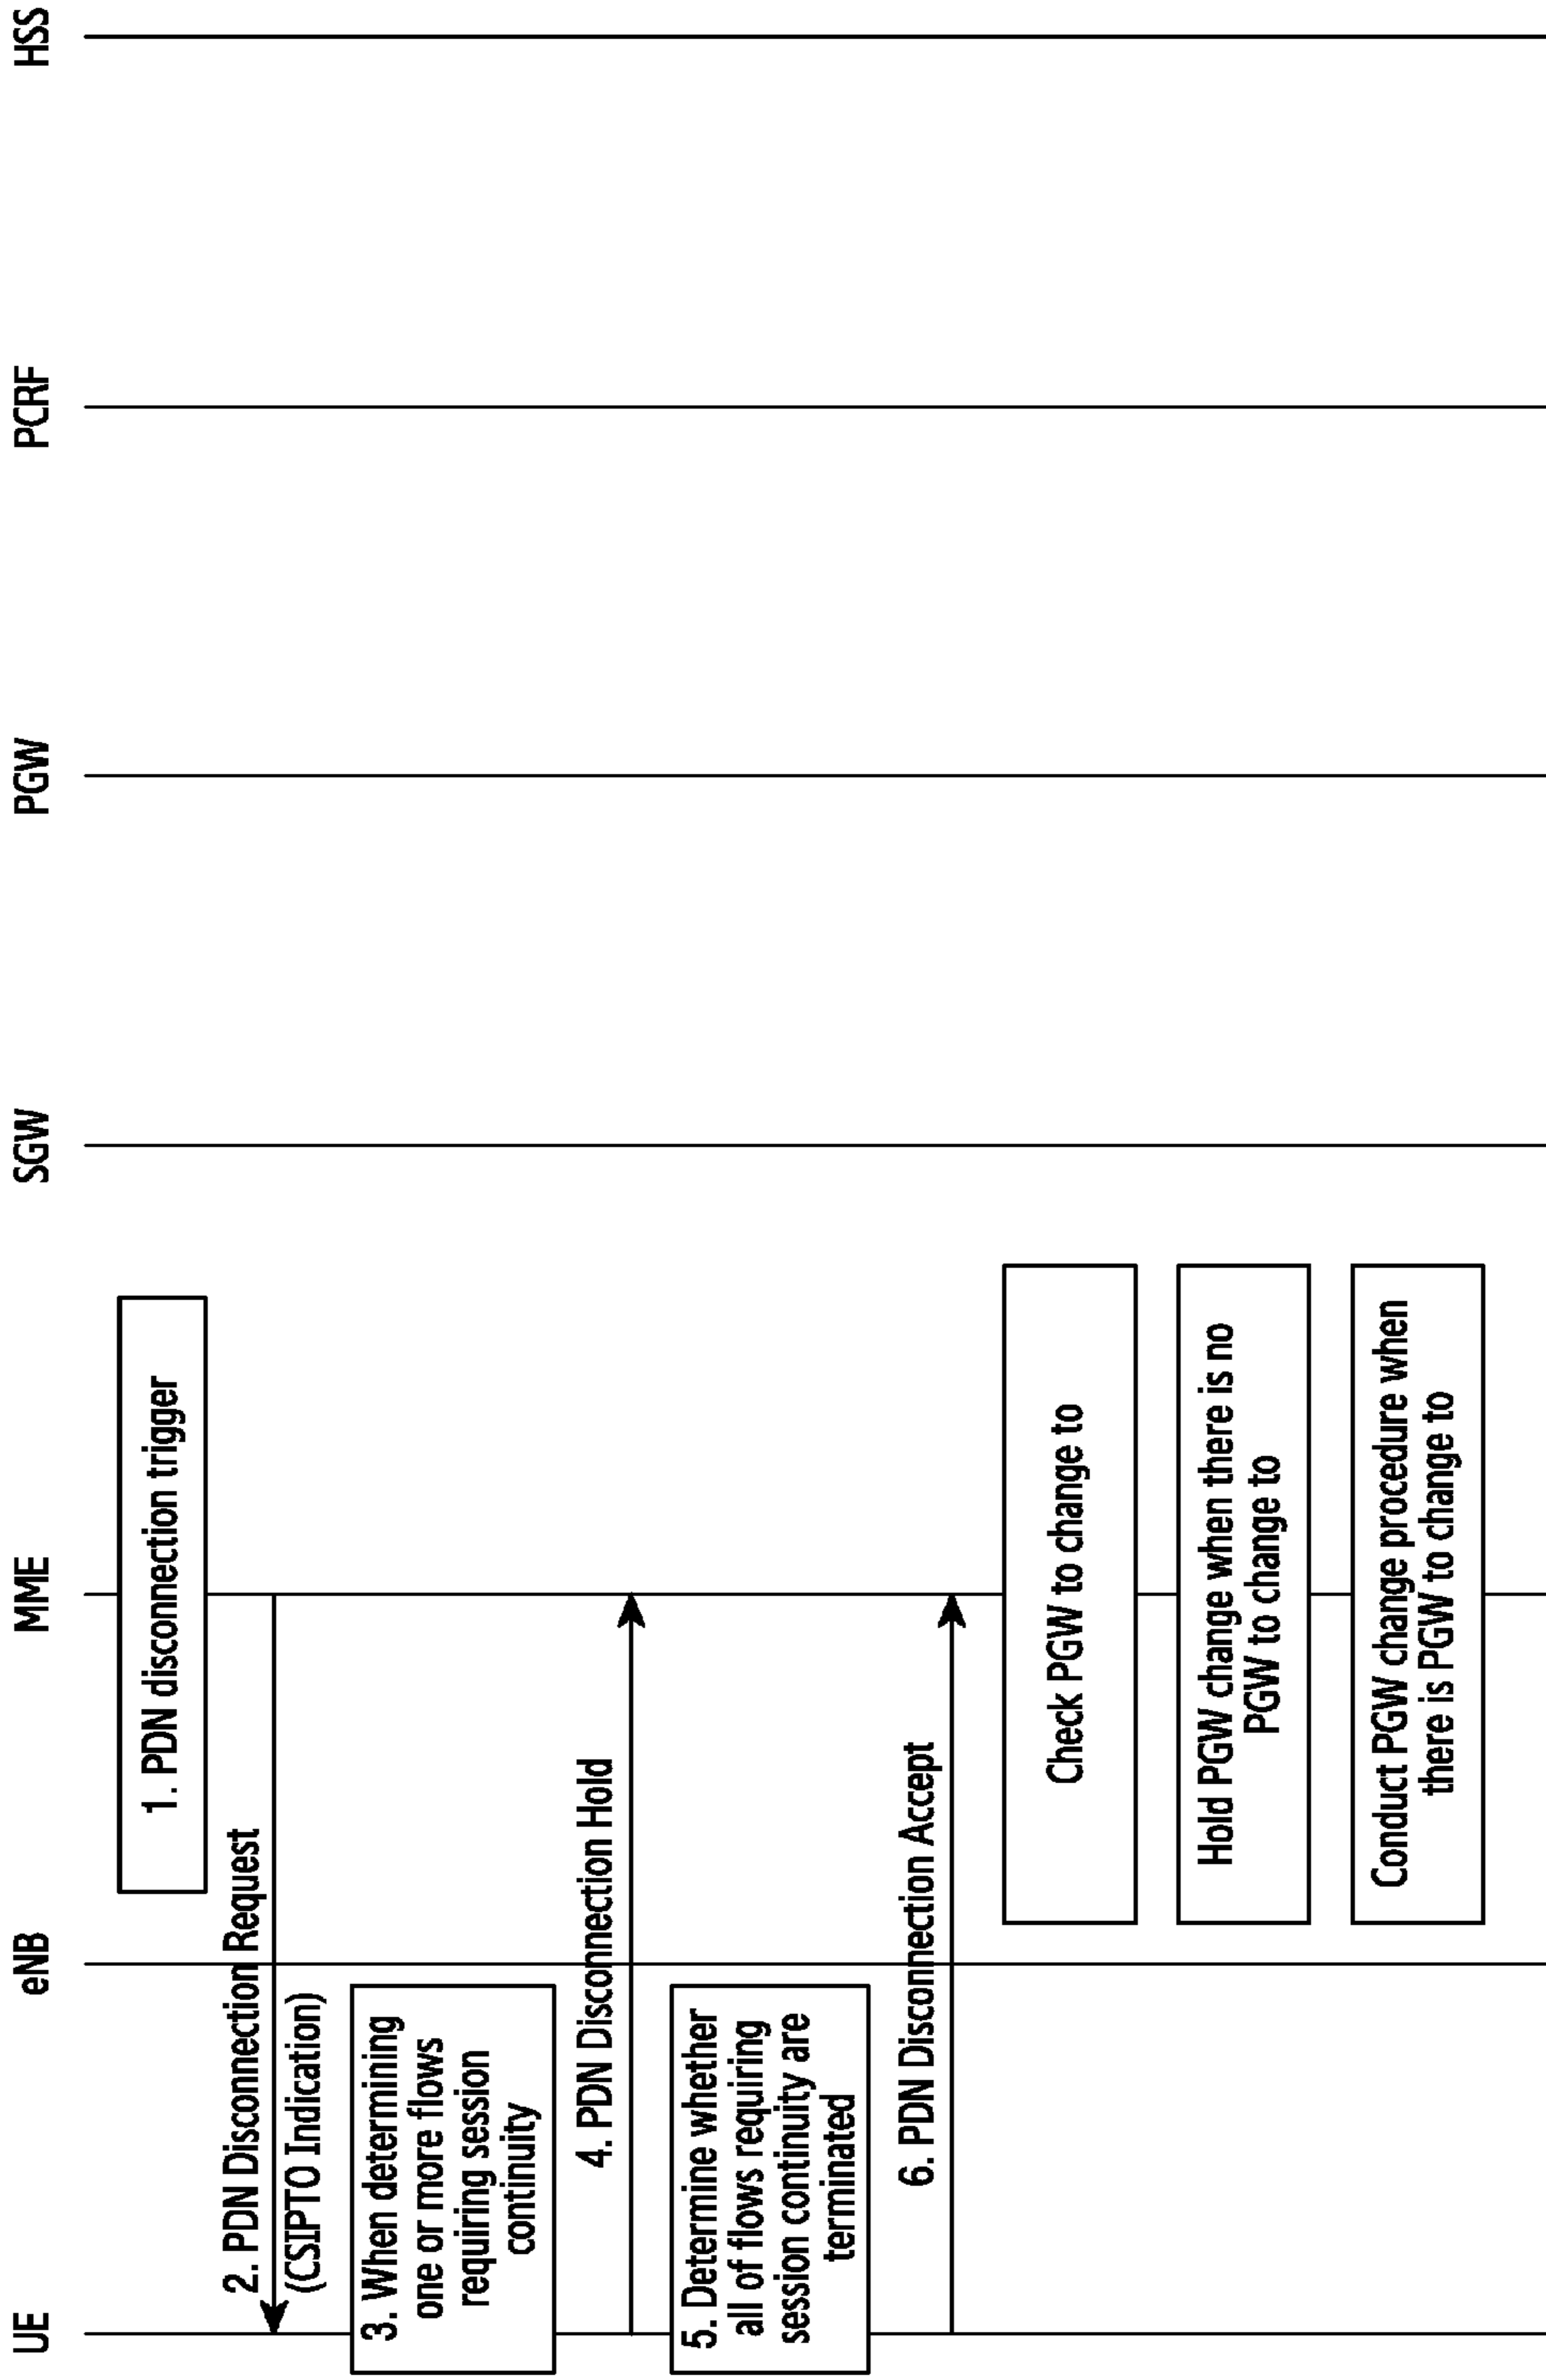 UE
eNB
MME
SGW
PGW
PCRF
HSS
1. PDN disconnection trigger
2. PDN Disconnection Request
(CSIPTO Indication)
3. When determining
one or more flows
requiring session
continuity
4. PDN Disconnection Hold
5. Determine whether
all of flows requiring
session continuity are
terminated
6. PDN Disconnection Accept
Check PGW to change to
Hold PGW change when there is no
PGW to change to
Conduct PGW change procedure when
there is PGW to change to